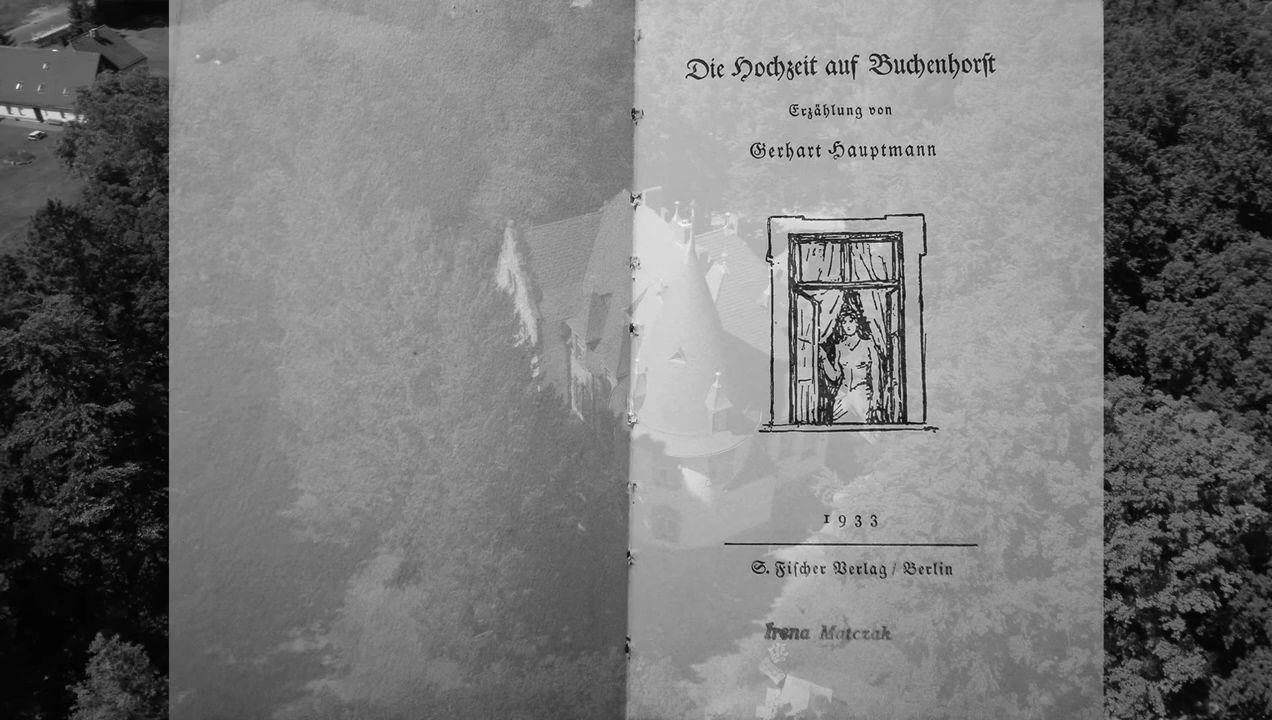 Die Hochzeit auf Buchenhorst
Erzählung von
Gerhart Hauptmann
1933
S. Fischer Verlag / Berlin
Irena Matczak